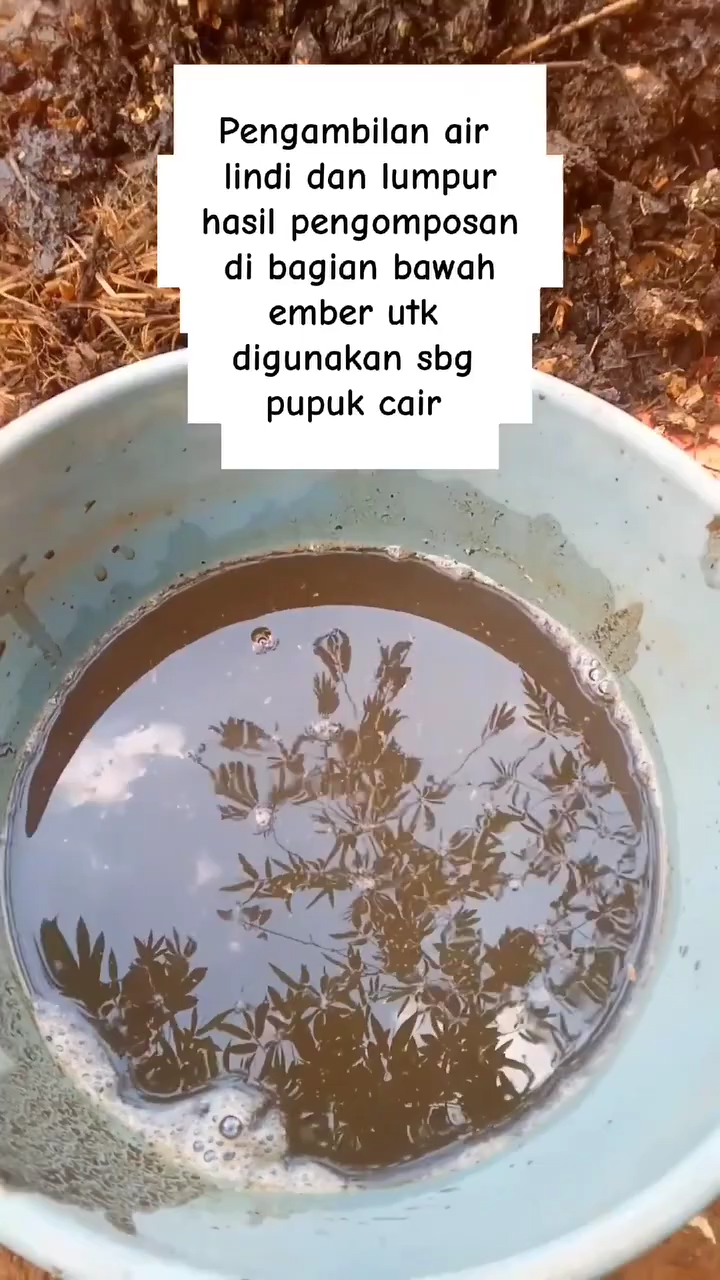 Pengambilan air
lindi dan lumpur
hasil pengomposan
di bagian bawah
ember utk
digunakan sbg
pupuk cair